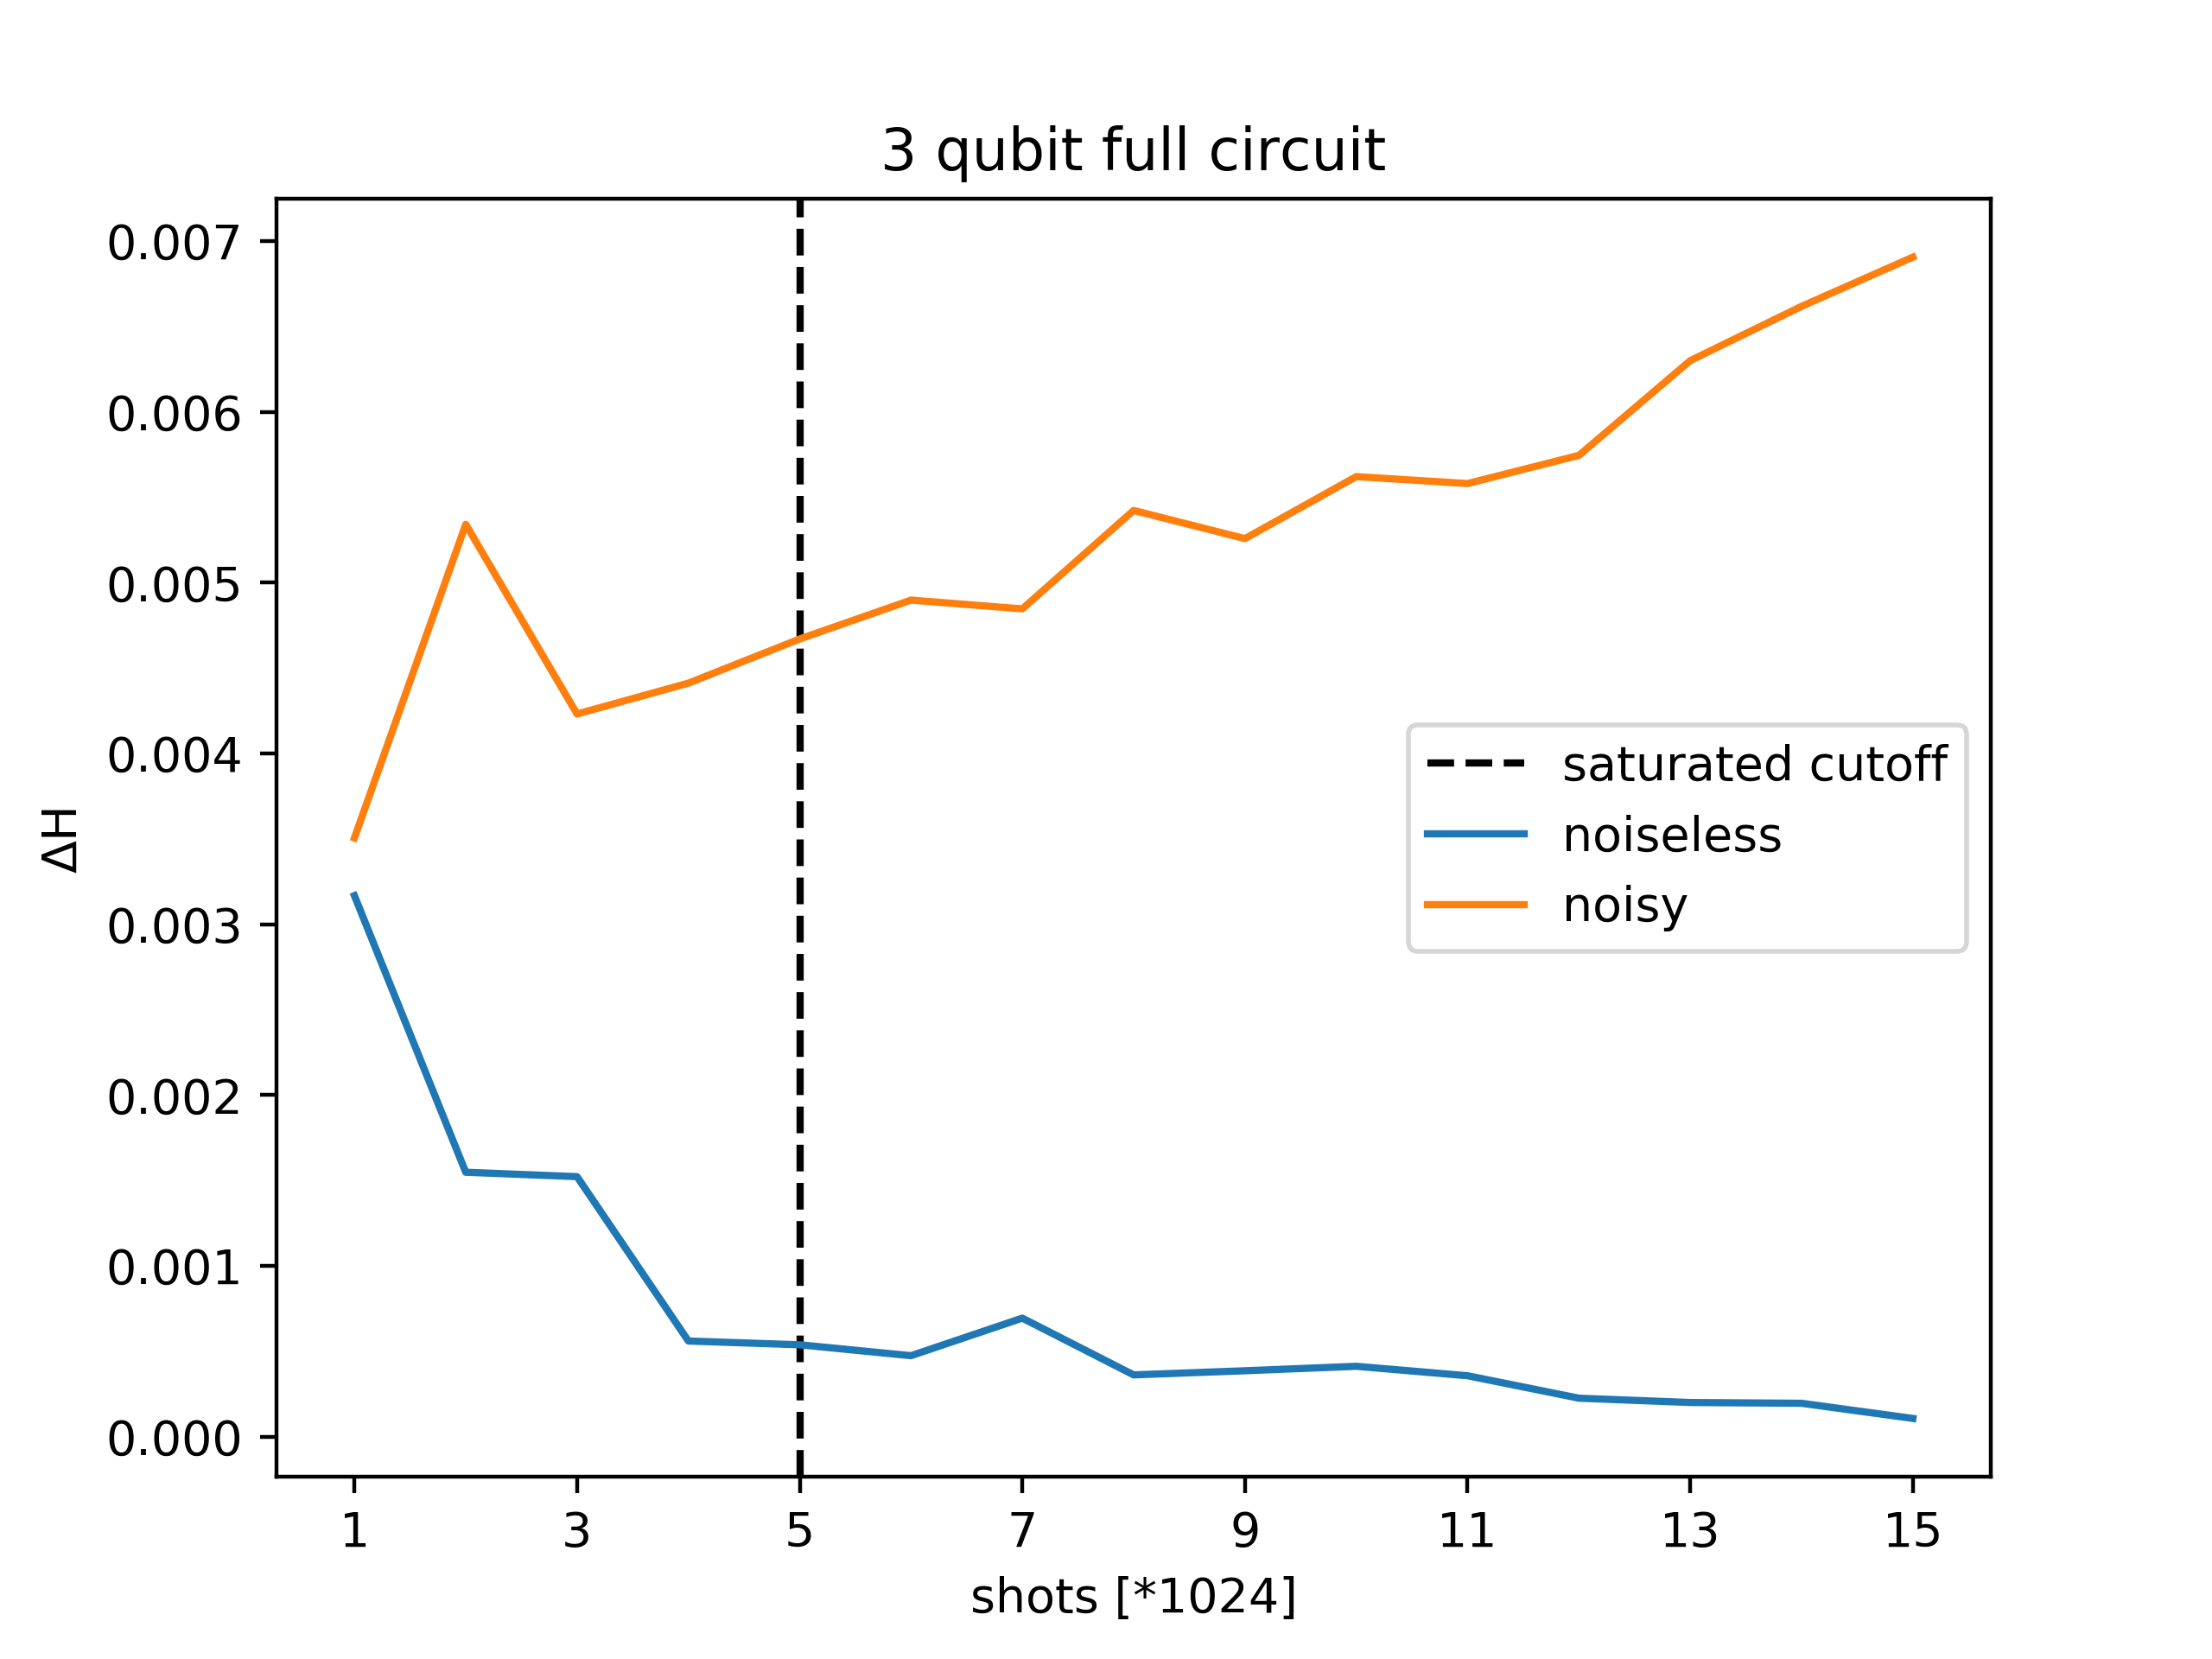 3 qubit full circuit
0.007
0.006
0.005
0.004
0.003
0.002
0.001
0.000
ΔH
saturated cutoff
noiseless
noisy
1 3 5 7 9 11 13 15
shots [*1024]